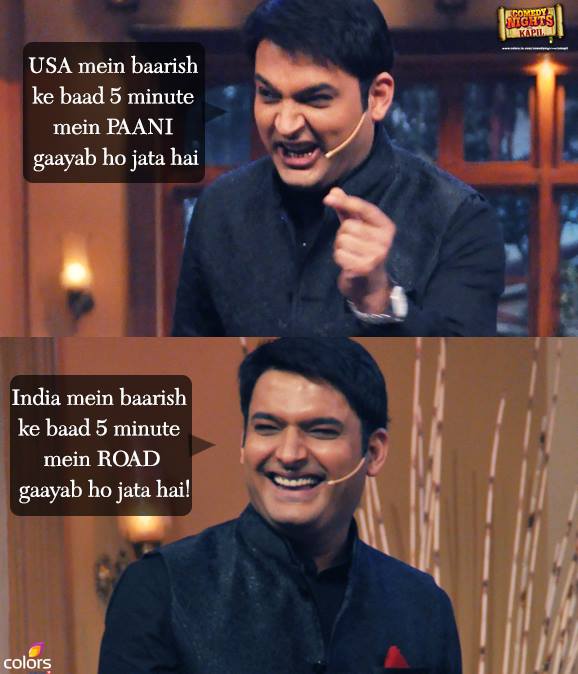 COMEDY
NIGHTS
with
KAPIL
USA mein baarish
ke baad 5 minute
mein PAANI
gaayab ho jata hai
India mein baarish
ke baad 5 minute
mein ROAD
gaayab ho jata hai!
colors